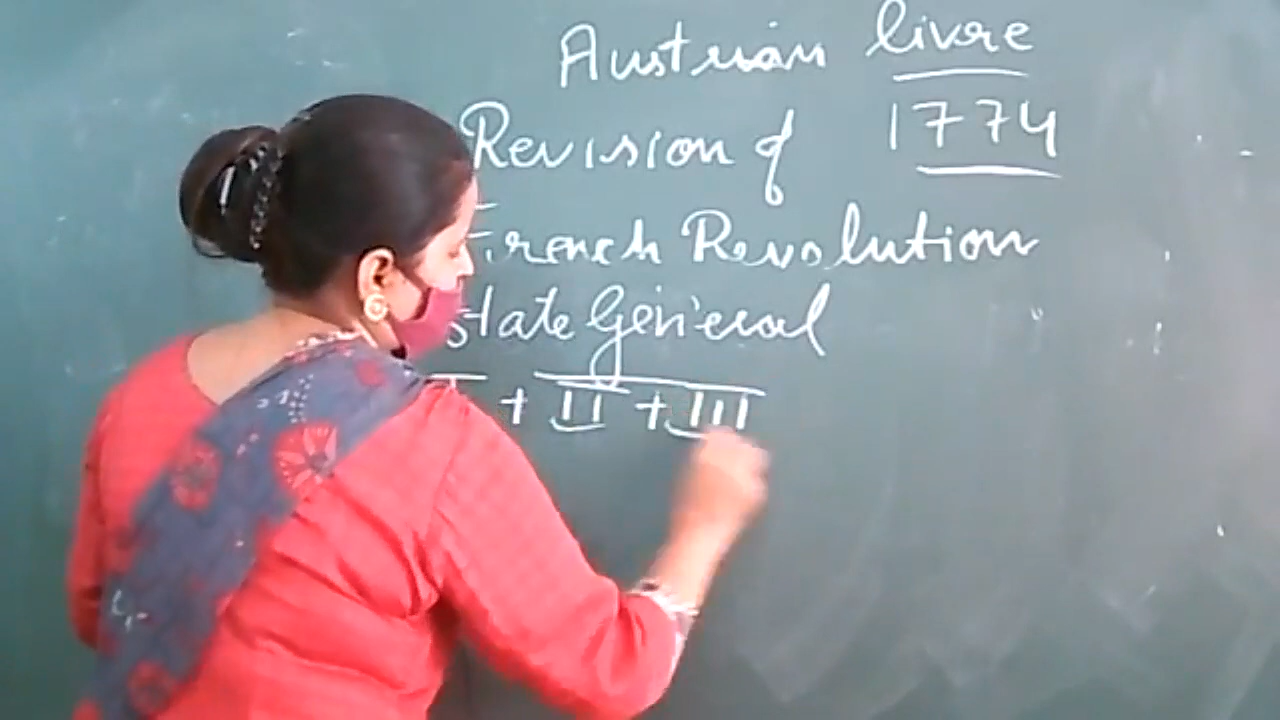 Austrian livre
Revision of 1774
French Revolution
state General
+ II + III